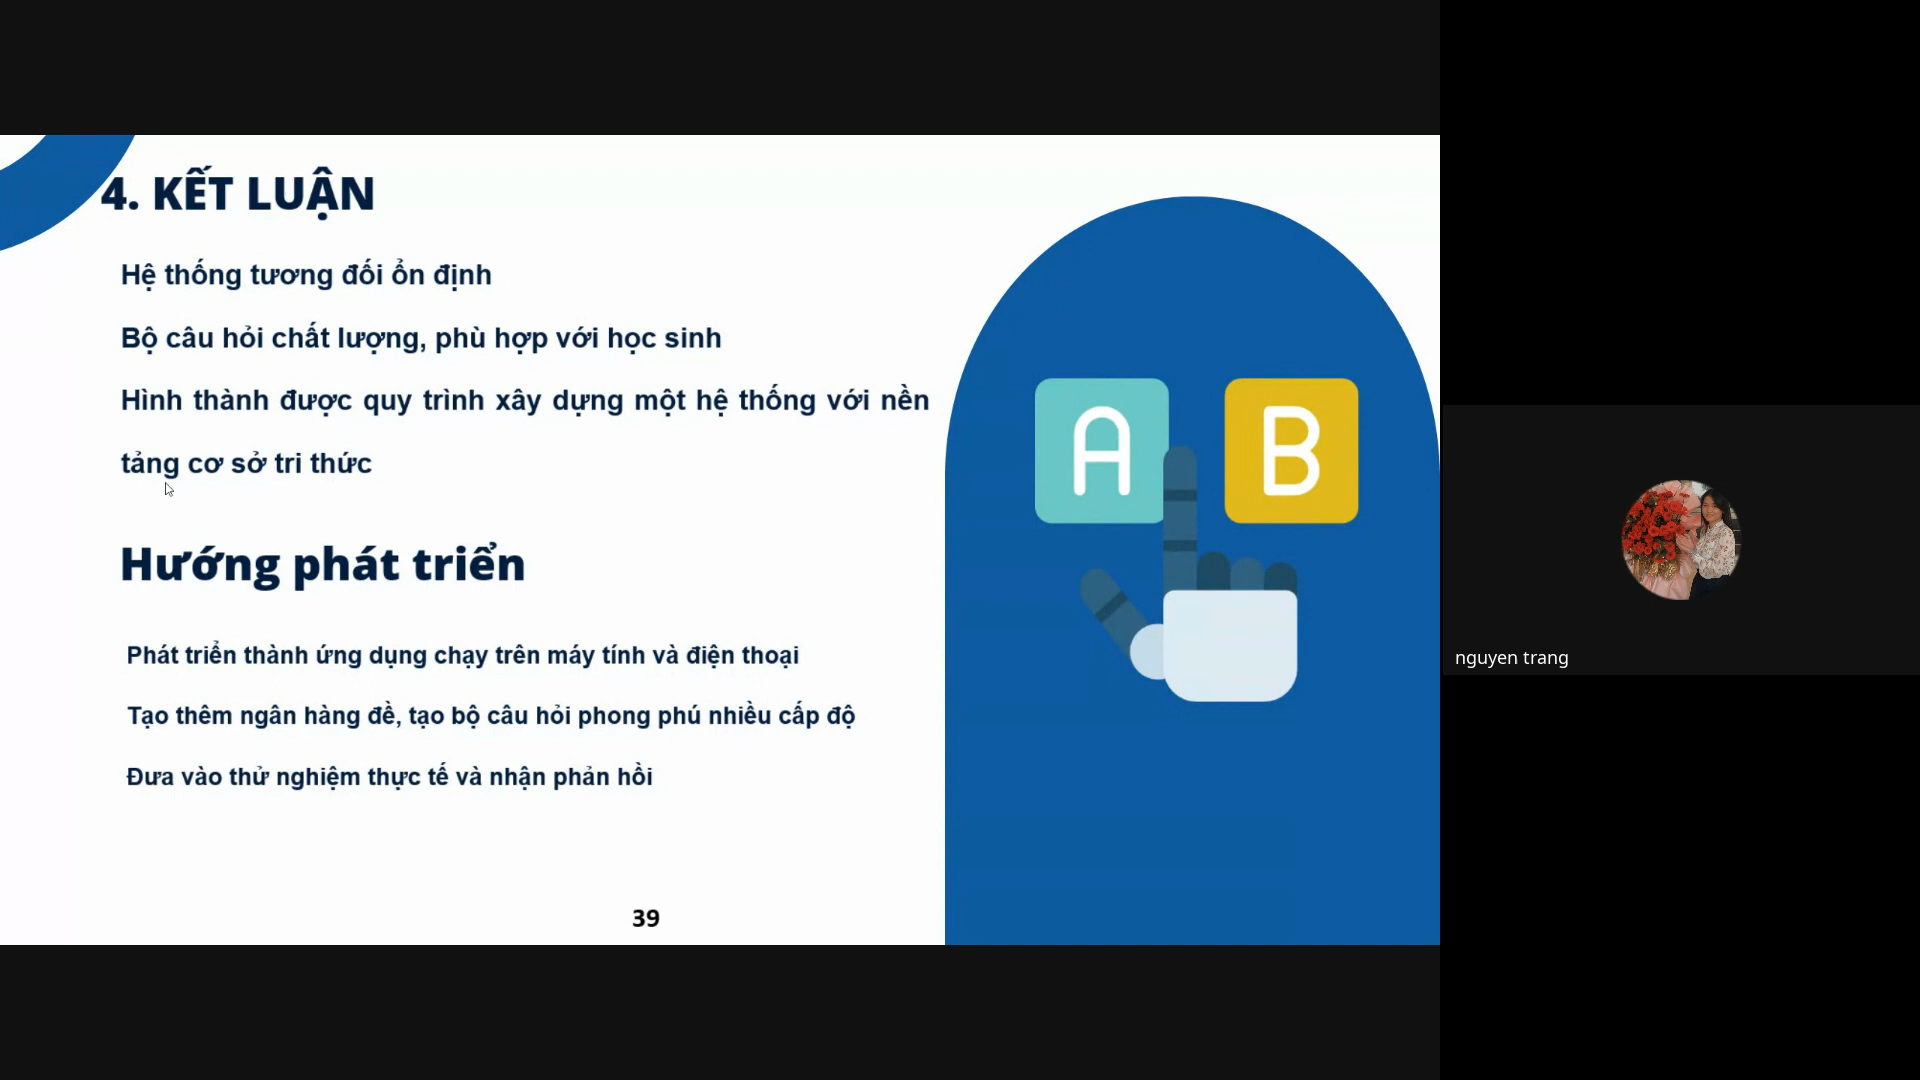 4. KẾT LUẬN
Hệ thống tương đối ổn định
Bộ câu hỏi chất lượng, phù hợp với học sinh
Hình thành được quy trình xây dựng một hệ thống với nền
tảng cơ sở tri thức
Hướng phát triển
Phát triển thành ứng dụng chạy trên máy tính và điện thoại
Tạo thêm ngân hàng đề, tạo bộ câu hỏi phong phú nhiều cấp độ
Đưa vào thử nghiệm thực tế và nhận phản hồi
39
A B
nguyen trang